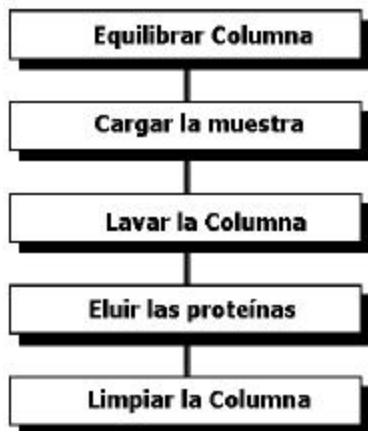 Equilibrar Columna
Cargar la muestra
Lavar la Columna
Eluir las proteínas
Limpiar la Columna